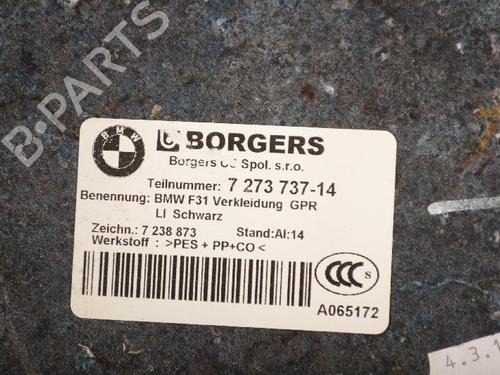 B-PARTS
BMW
BORGERS
Borgers CS Spol. s.r.o.
Teilnummer: 7 273 737-14
Benennung: BMW F31 Verkleidung GPR
LI Schwarz
Zeichn.: 7 238 873 Stand:AI:14
Werkstoff : >PES + PP+CO<
CCC S
A065172
4.3.1